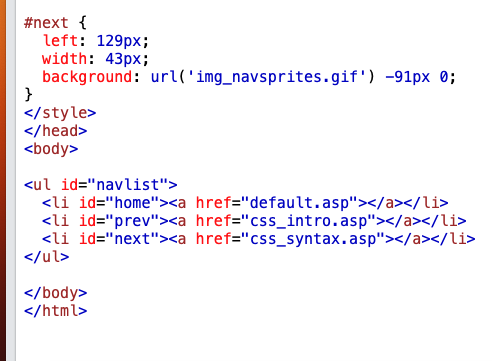 #next {
  left: 129px;
  width: 43px;
  background: url('img_navsprites.gif') -91px 0;
}
</style>
</head>
<body>

<ul id="navlist">
  <li id="home"><a href="default.asp"></a></li>
  <li id="prev"><a href="css_intro.asp"></a></li>
  <li id="next"><a href="css_syntax.asp"></a></li>
</ul>

</body>
</html>